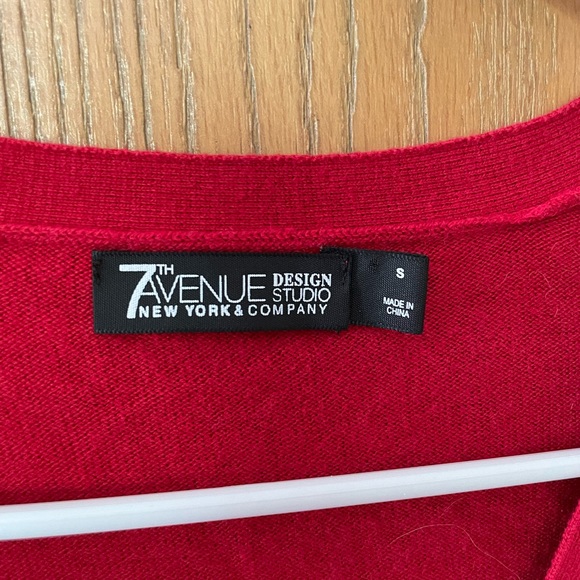 7TH AVENUE DESIGN STUDIO
NEW YORK & COMPANY
S
MADE IN
CHINA